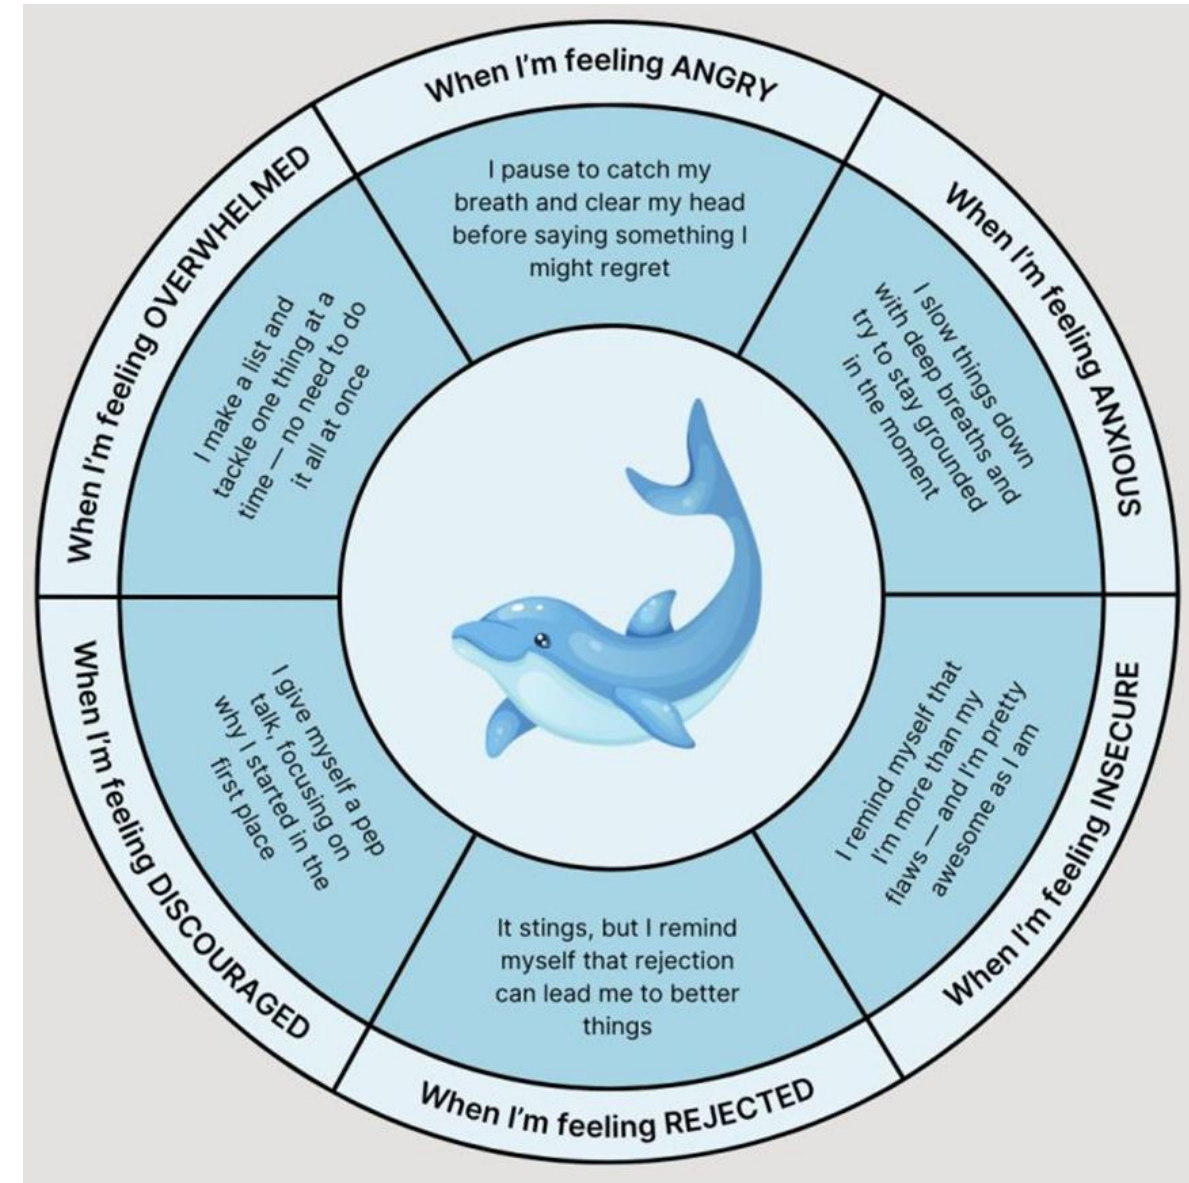 When I'm feeling ANGRY
I pause to catch my
breath and clear my head
before saying something I
might regret
When I'm feeling ANXIOUS
I slow things down
with deep breaths and
try to stay grounded
in the moment
When I'm feeling INSECURE
I remind myself that
I'm more than my
flaws — and I'm pretty
awesome as I am
When I'm feeling REJECTED
It stings, but I remind
myself that rejection
can lead me to better
things
When I'm feeling DISCOURAGED
I give myself a pep
talk, focusing on
why I started in the
first place
When I'm feeling OVERWHELMED
I make a list and
tackle one thing at a
time — no need to do
it all at once